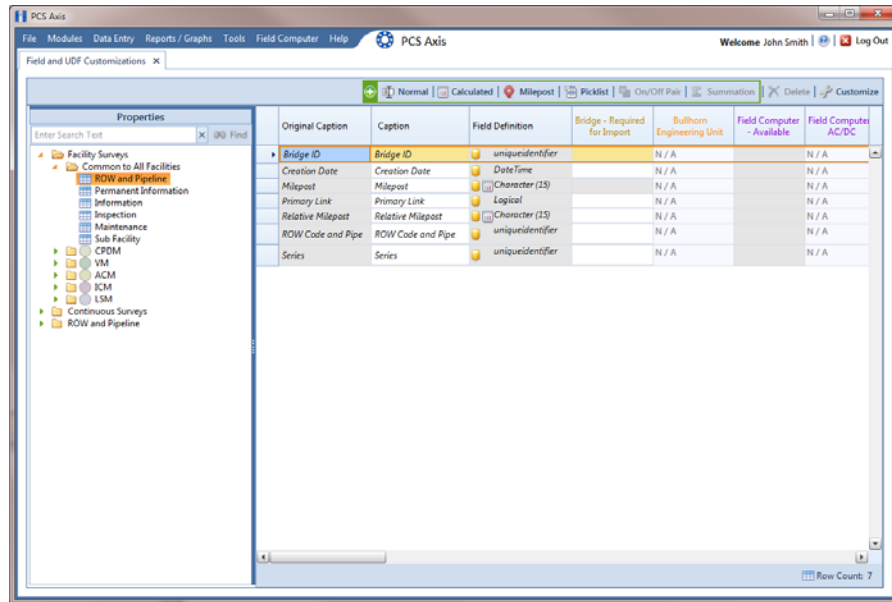 PCS Axis
File Modules Data Entry Reports / Graphs Tools Field Computer Help PCS Axis Welcome John Smith | | Log Out
Field and UDF Customizations ×
Normal | Calculated | Milepost | Picklist | On/Off Pair | Summation | Delete | Customize
Properties
Enter Search Text × Find
Facility Surveys
Common to All Facilities
ROW and Pipeline
Permanent Information
Information
Inspection
Maintenance
Sub Facility
CPDM
VM
ACM
ICM
LSM
Continuous Surveys
ROW and Pipeline
Original Caption Caption Field Definition Bridge - Required for Import Bullhorn Engineering Unit Field Computer - Available Field Computer AC/DC
Bridge ID Bridge ID uniqueidentifier N / A N / A
Creation Date Creation Date DateTime N / A N / A
Milepost Milepost Character (15) N / A N / A
Primary Link Primary Link Logical N / A N / A
Relative Milepost Relative Milepost Character (15) N / A N / A
ROW Code and Pipe ROW Code and Pipe uniqueidentifier N / A N / A
Series Series uniqueidentifier N / A N / A
Row Count: 7